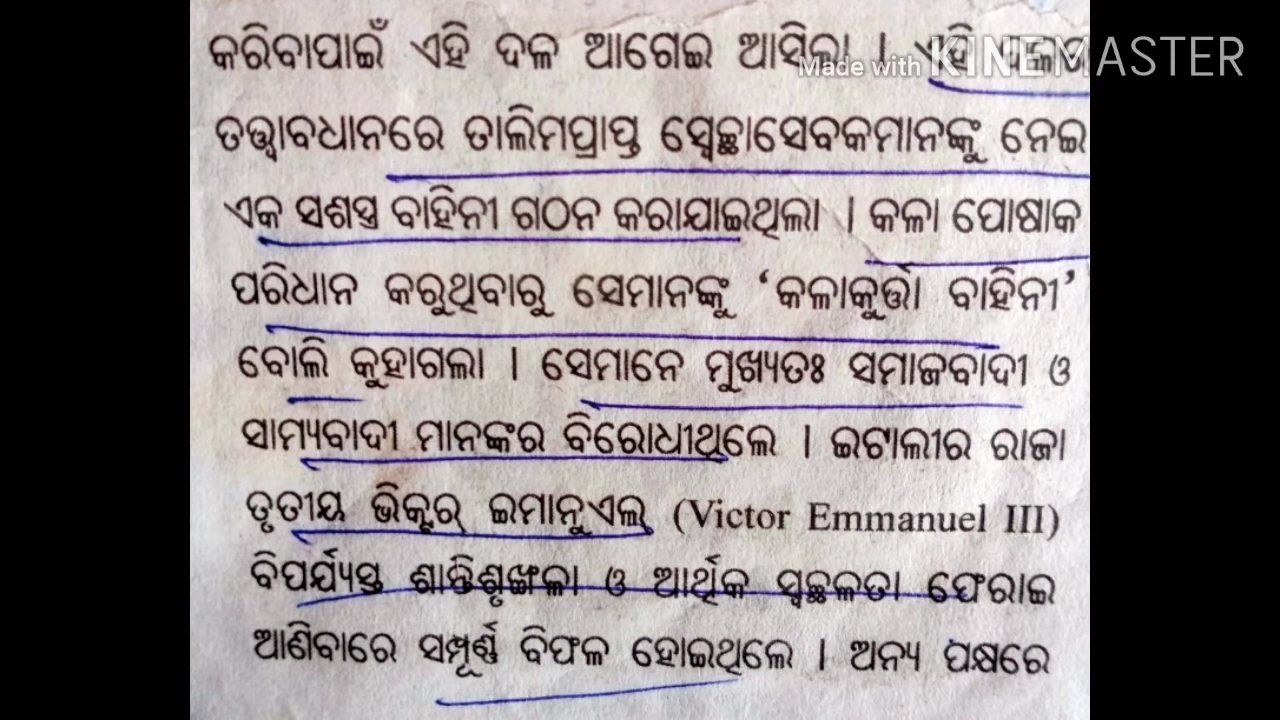 କରିବାପାଇଁ ଏହି ଦଳ ଆଗେଇ ଆସିଲା । ଏହି ଦଳର
Made with KINEMASTER
ତତ୍ତ୍ୱାବଧାନରେ ତାଲିମପ୍ରାପ୍ତ ସ୍ୱେଚ୍ଛାସେବକମାନଙ୍କୁ ନେଇ
ଏକ ସଶସ୍ତ୍ର ବାହିନୀ ଗଠନ କରାଯାଇଥିଲା । କଳା ପୋଷାକ
ପରିଧାନ କରୁଥିବାରୁ ସେମାନଙ୍କୁ ‘କଳାକୁର୍ତ୍ତା ବାହିନୀ’
ବୋଲି କୁହାଗଲା । ସେମାନେ ମୁଖ୍ୟତଃ ସମାଜବାଦୀ ଓ
ସାମ୍ୟବାଦୀ ମାନଙ୍କର ବିରୋଧୀଥିଲେ । ଇଟାଲୀର ରାଜା
ତୃତୀୟ ଭିକ୍ଟର୍ ଇମାନୁଏଲ୍ (Victor Emmanuel III)
ବିପର୍ଯ୍ୟସ୍ତ ଶାନ୍ତିଶୃଙ୍ଖଳା ଓ ଆର୍ଥିକ ସ୍ୱଚ୍ଛଳତା ଫେରାଇ
ଆଣିବାରେ ସମ୍ପୂର୍ଣ୍ଣ ବିଫଳ ହୋଇଥିଲେ । ଅନ୍ୟ ପକ୍ଷରେ